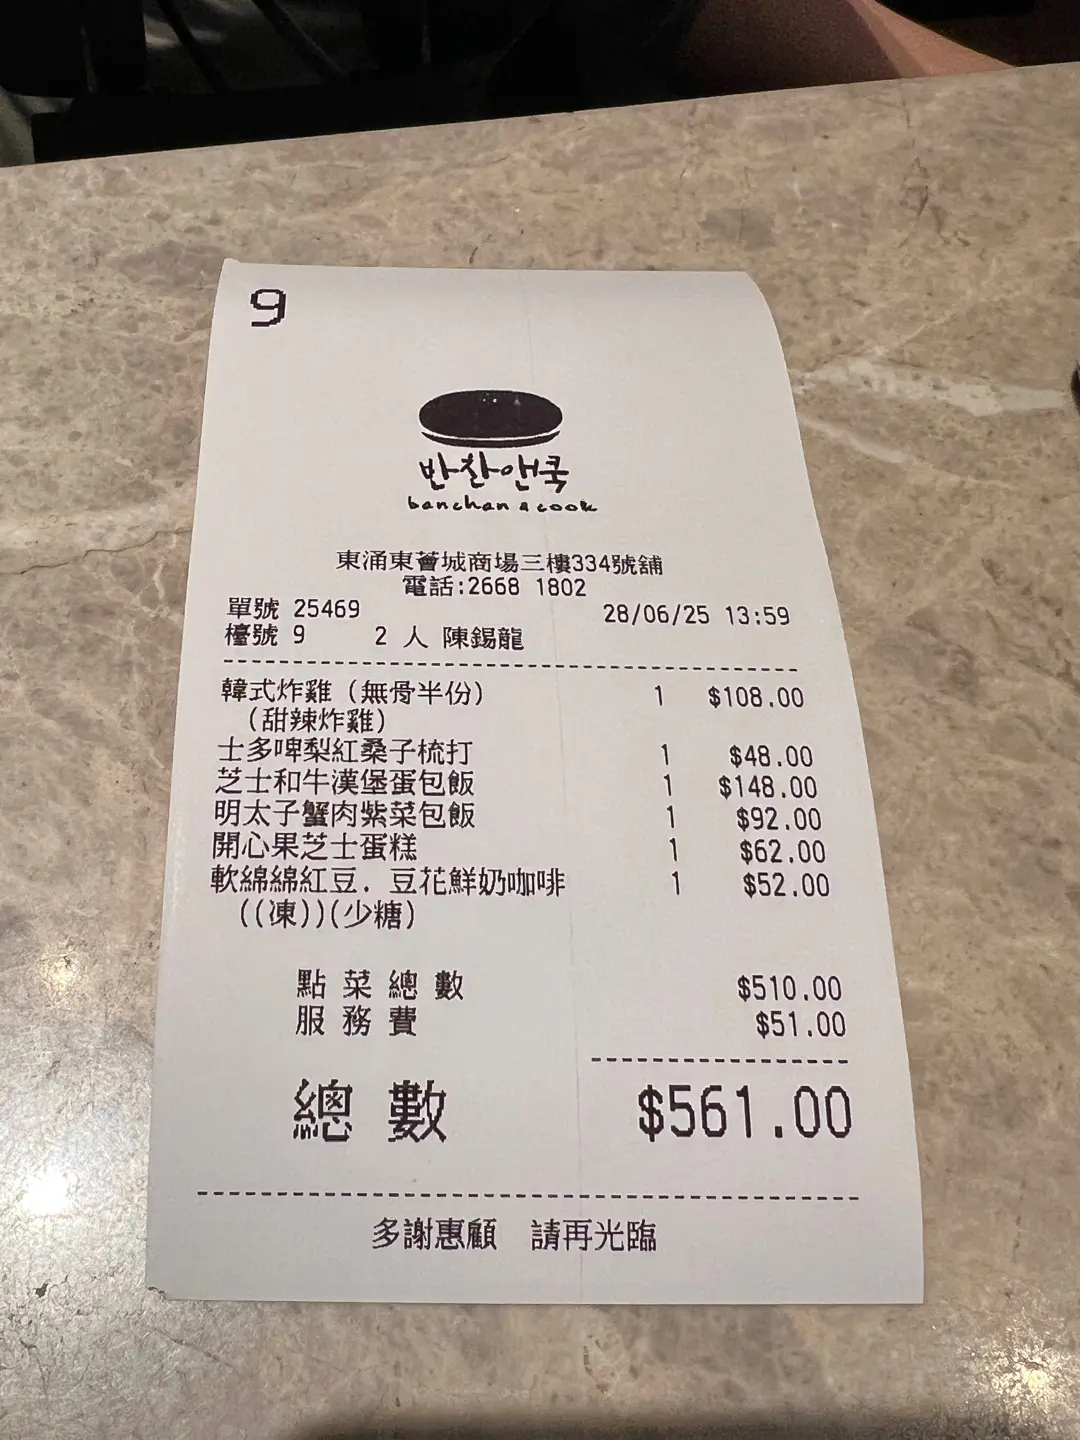 9
반찬앤쿡
banchan & cook
東涌東薈城商場三樓334號舖
電話:2668 1802
單號 25469 28/06/25 13:59
檯號 9 2 人 陳錫龍
韓式炸雞 (無骨半份) 1 $108.00
(甜辣炸雞)
士多啤梨紅桑子梳打 1 $48.00
芝士和牛漢堡蛋包飯 1 $148.00
明太子蟹肉紫菜包飯 1 $92.00
開心果芝士蛋糕 1 $62.00
軟綿綿紅豆. 豆花鮮奶咖啡 1 $52.00
((凍))(少糖)
點菜總數 $510.00
服務費 $51.00
總數 $561.00
多謝惠顧 請再光臨